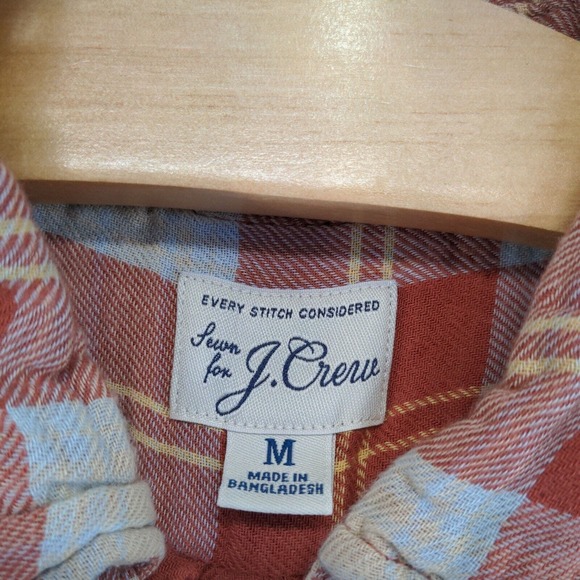 EVERY STITCH CONSIDERED
Sewn
for J.Crew
M
MADE IN
BANGLADESH